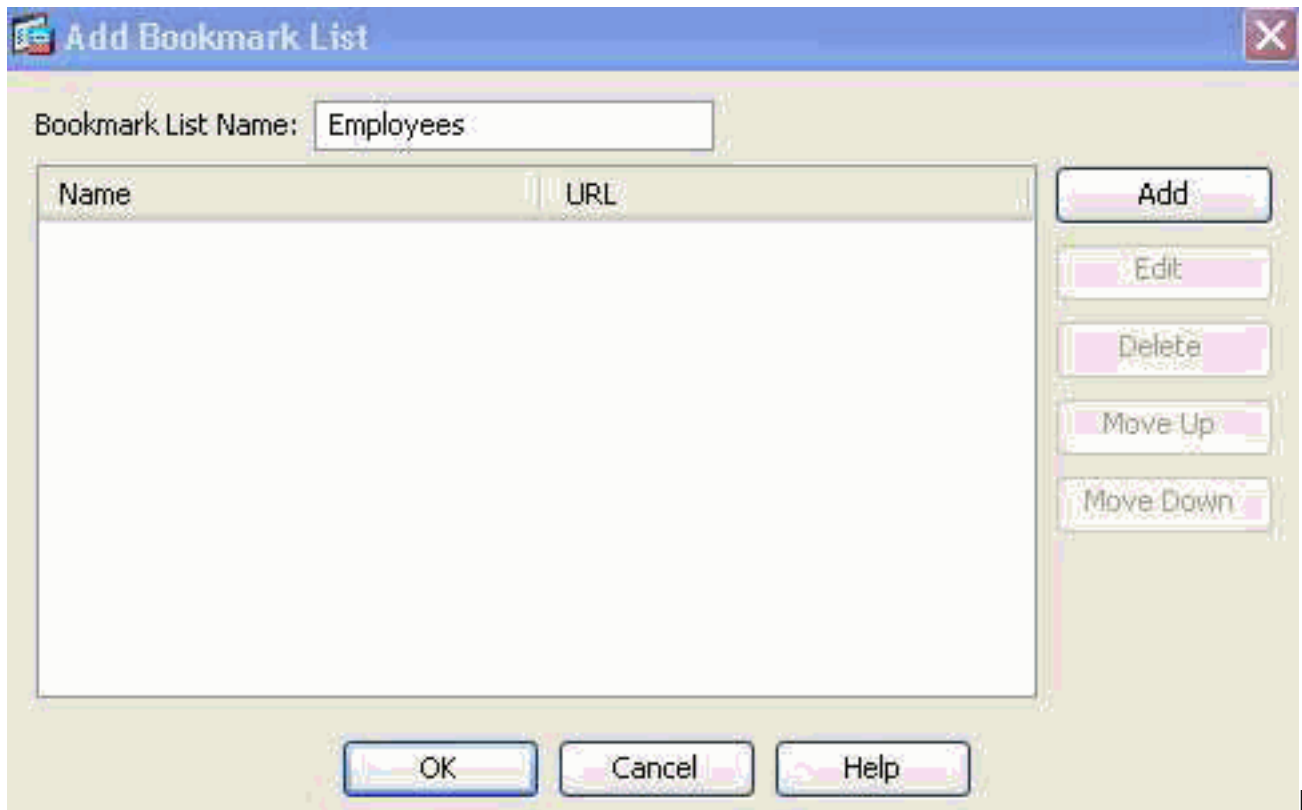 Add Bookmark List
Bookmark List Name: Employees
Name URL
Add
Edit
Delete
Move Up
Move Down
OK Cancel Help